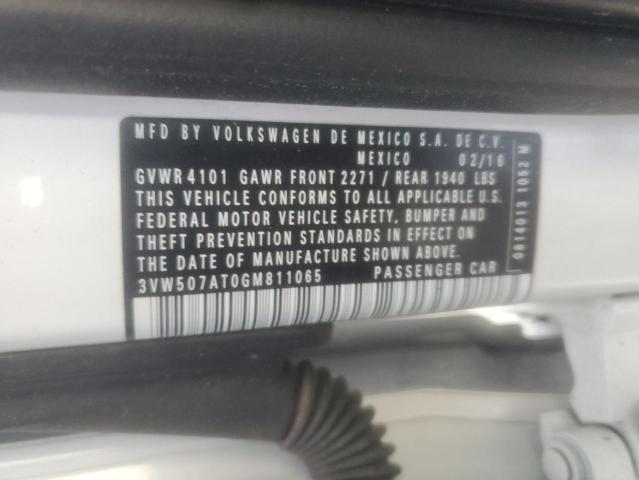 MFD BY VOLKSWAGEN DE MEXICO S.A. DE C.V.
MEXICO 02/16
GVWR 4101 GAWR FRONT 2271 / REAR 1940 LBS
THIS VEHICLE CONFORMS TO ALL APPLICABLE U.S.
FEDERAL MOTOR VEHICLE SAFETY, BUMPER AND
THEFT PREVENTION STANDARDS IN EFFECT ON
THE DATE OF MANUFACTURE SHOWN ABOVE.
3VW507AT0GM811065 PASSENGER CAR
0614013 1052 M